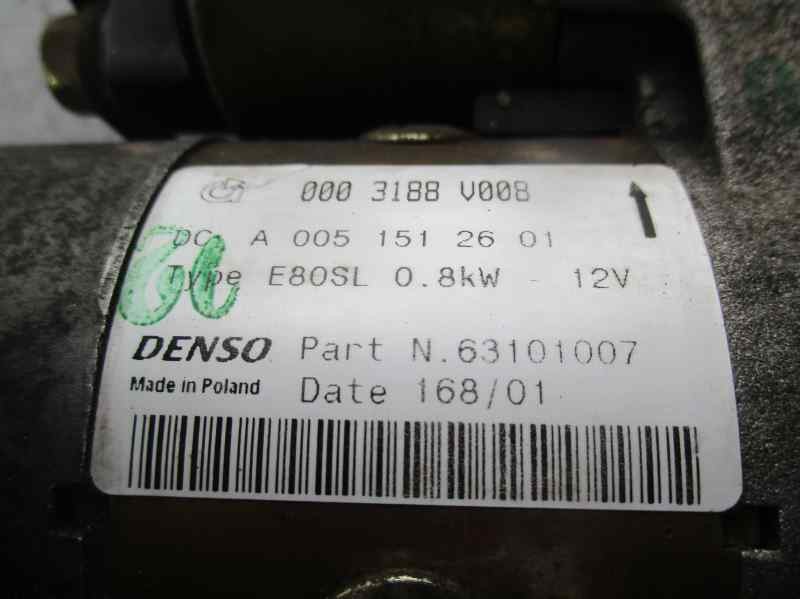 000 3188 V008
DC A 005 151 26 01
Type E80SL 0.8kW - 12V
DENSO Part N.63101007
Made in Poland Date 168/01